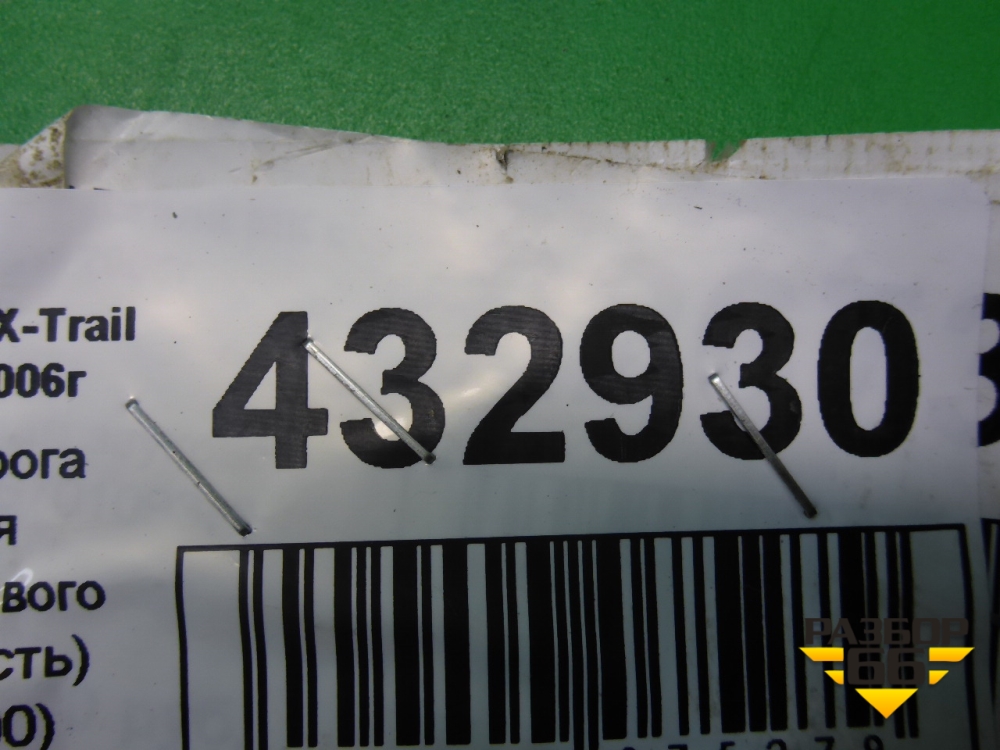 X-Trail
006г
432930
рога
я
вого
сть)
00)
РАЗБОР
66